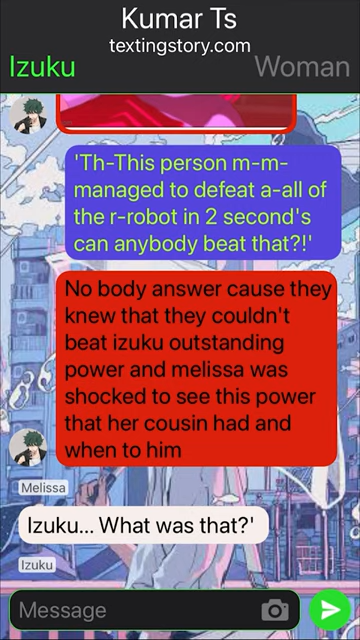 Kumar Ts
textingstory.com
Izuku
Woman
'Th-This person m-m-
managed to defeat a-all of
the r-robot in 2 second's
can anybody beat that?!'
No body answer cause they
knew that they couldn't
beat izuku outstanding
power and melissa was
shocked to see this power
that her cousin had and
when to him
Melissa
Izuku... What was that?'
Izuku
Message